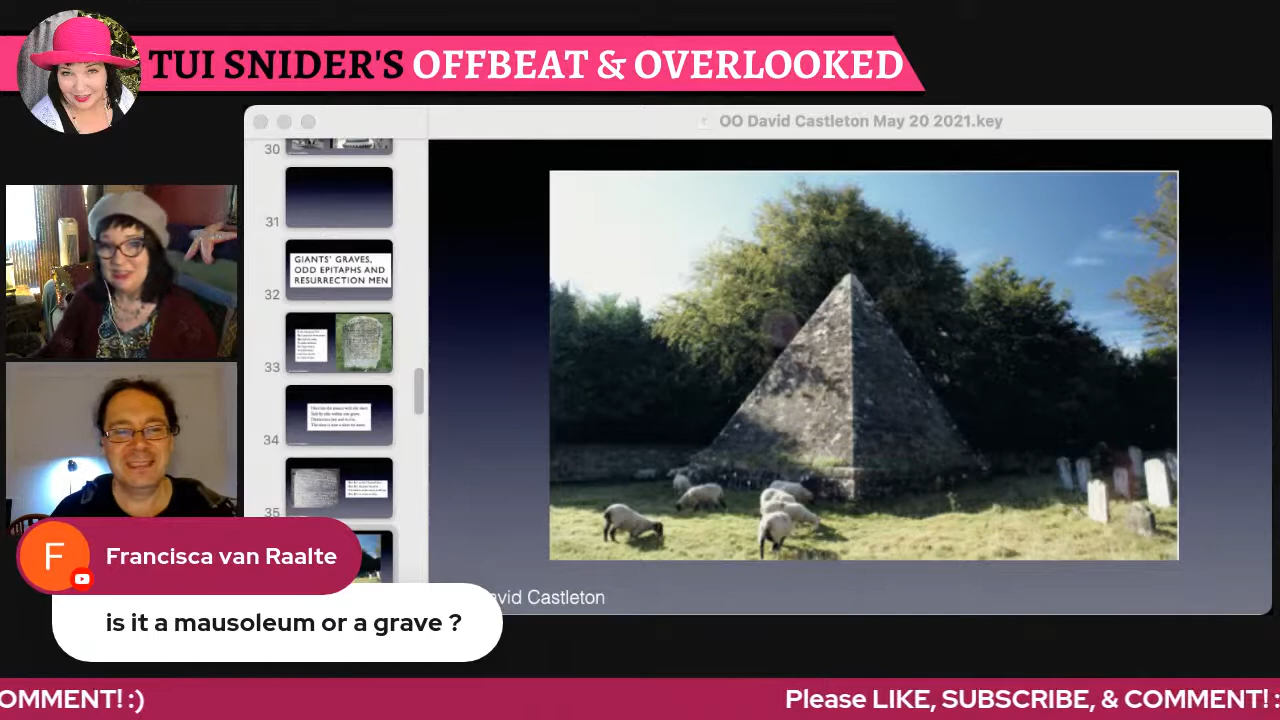 TUI SNIDER'S OFFBEAT & OVERLOOKED
OO David Castleton May 20 2021.key
30
31
32
GIANTS' GRAVES,
ODD EPITAPHS AND
RESURRECTION MEN
33
34
35
avid Castleton
F
Francisca van Raalte
is it a mausoleum or a grave ?
OMMENT! :)
Please LIKE, SUBSCRIBE, & COMMENT! :